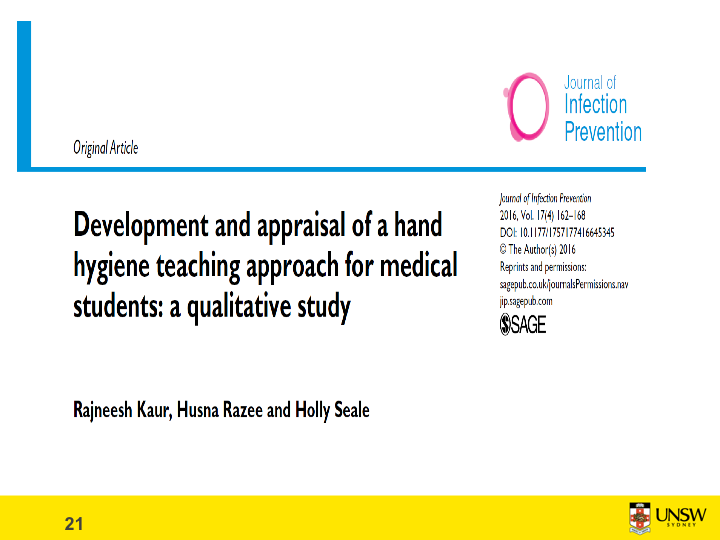 Journal of
Infection
Prevention
Original Article
Development and appraisal of a hand
hygiene teaching approach for medical
students: a qualitative study
Journal of Infection Prevention
2016, Vol. 17(4) 162–168
DOI: 10.1177/1757177416645345
© The Author(s) 2016
Reprints and permissions:
sagepub.co.uk/journalsPermissions.nav
jip.sagepub.com
SAGE
Rajneesh Kaur, Husna Razee and Holly Seale
21
UNSW
SYDNEY